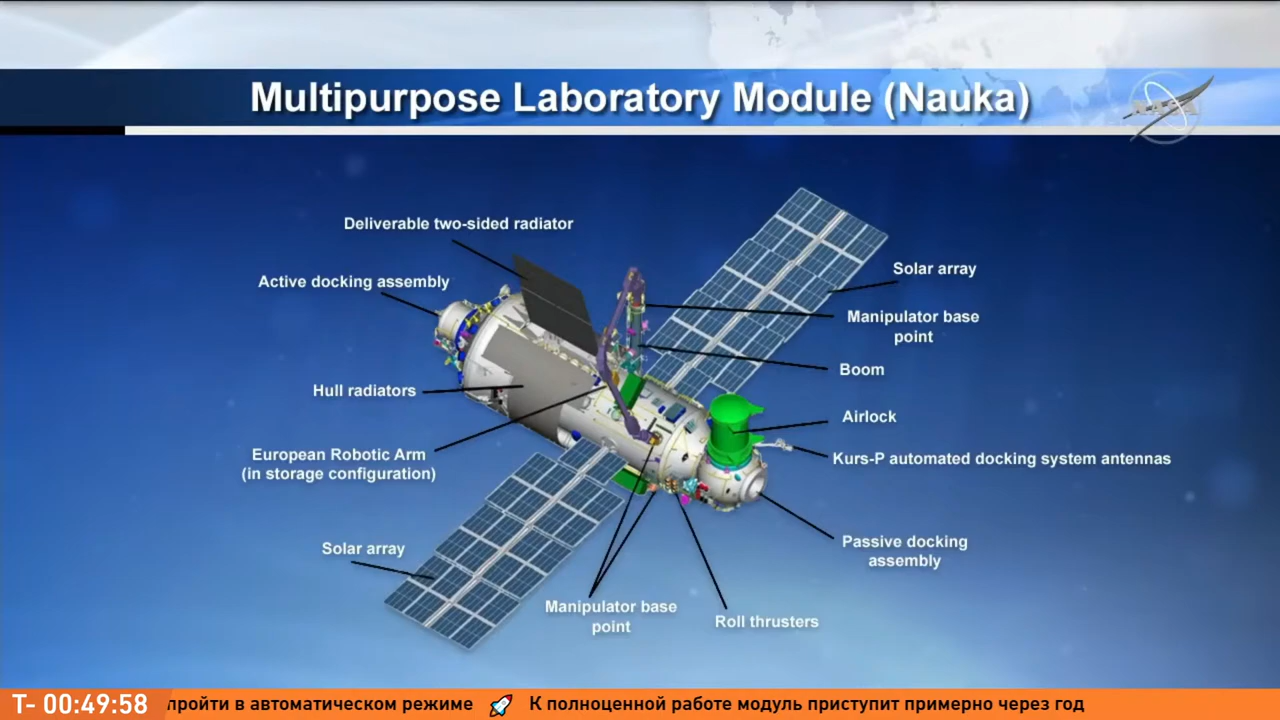 Multipurpose Laboratory Module (Nauka)
NASA
Deliverable two-sided radiator
Active docking assembly
Solar array
Manipulator base
point
Boom
Hull radiators
Airlock
European Robotic Arm
(in storage configuration)
Kurs-P automated docking system antennas
Solar array
Passive docking
assembly
Manipulator base
point
Roll thrusters
T- 00:49:58 пройти в автоматическом режиме К полноценной работе модуль приступит примерно через год